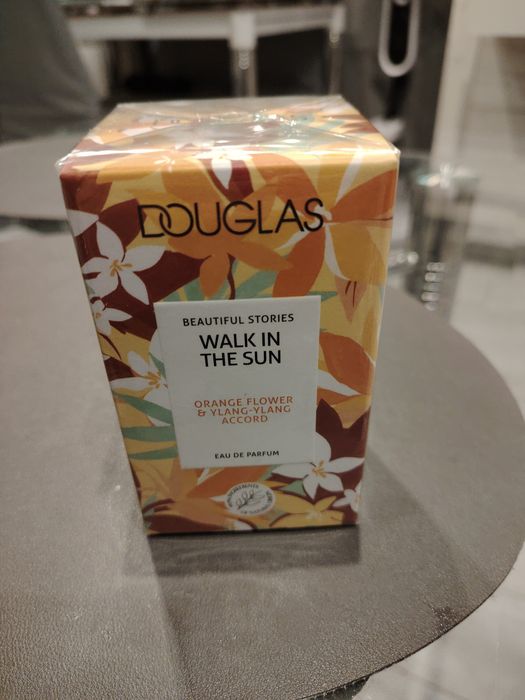 DOUGLAS
BEAUTIFUL STORIES
WALK IN
THE SUN
ORANGE FLOWER
& YLANG-YLANG
ACCORD
EAU DE PARFUM